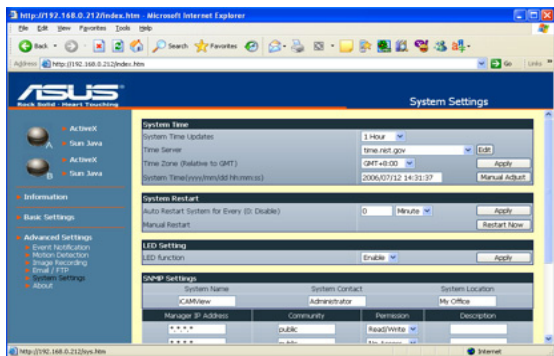 http://192.168.0.212/index.htm - Microsoft Internet Explorer
File Edit View Favorites Tools Help
Back Search Favorites
Address http://192.168.0.212/index.htm Go Links
ASUS
Rock Solid · Heart Touching
System Settings
A ActiveX
Sun Java
B ActiveX
Sun Java
Information
Basic Settings
Advanced Settings
Event Notification
Motion Detection
Image Recording
Email / FTP
System Settings
About
System Time
System Time Updates 1 Hour
Time Server time.nist.gov Edit
Time Zone (Relative to GMT) GMT+8:00 Apply
System Time(yyyy/mm/dd hh:mm:ss) 2006/07/12 14:31:37 Manual Adjust
System Restart
Auto Restart System for Every (0: Disable) 0 Minute Apply
Manual Restart Restart Now
LED Setting
LED function Enable Apply
SNMP Settings
System Name System Contact System Location
CAMView Administrator My Office
Manager IP Address Community Permission Description
*.*.*.* public Read/Write
*.*.*.* public No Access
http://192.168.0.212/sys.htm Internet